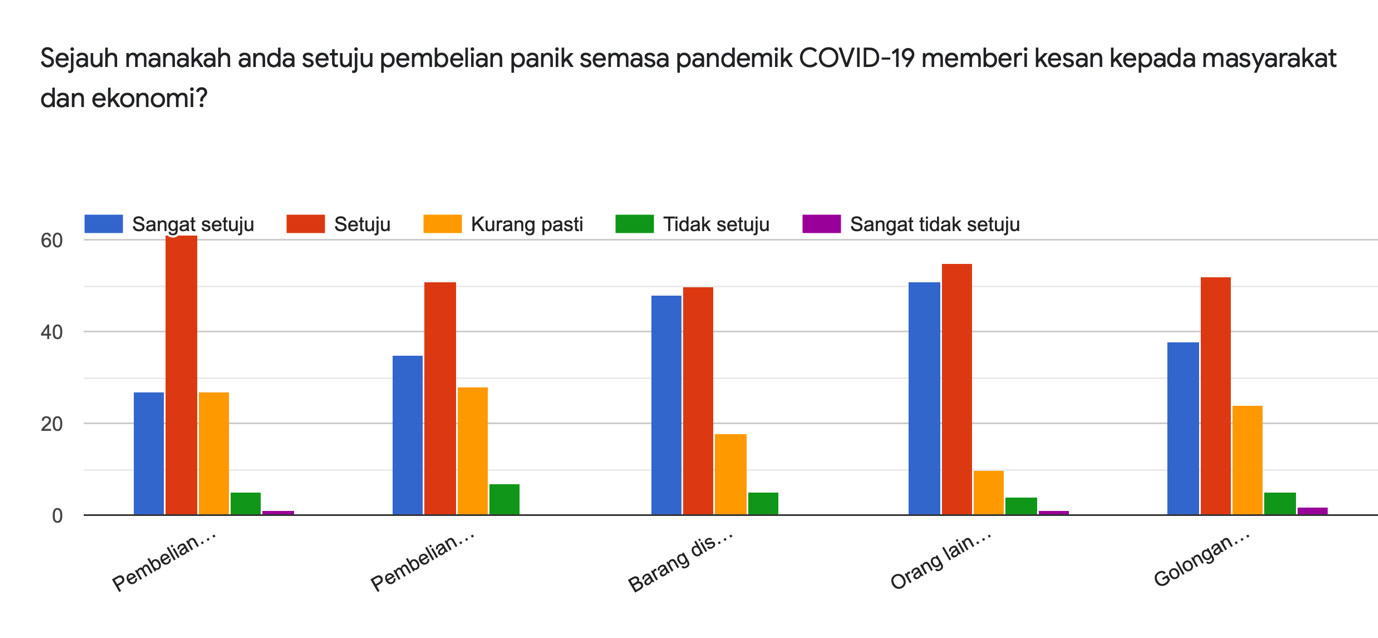 Sejauh manakah anda setuju pembelian panik semasa pandemik COVID-19 memberi kesan kepada masyarakat
dan ekonomi?
Sangat setuju Setuju Kurang pasti Tidak setuju Sangat tidak setuju
60
40
20
0
Pembelian...
Pembelian...
Barang dis...
Orang lain...
Golongan...